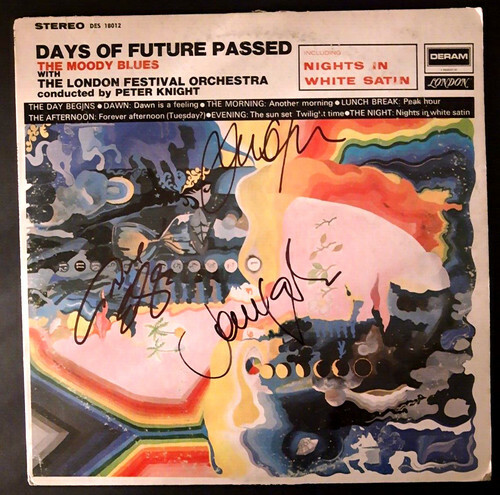 STEREO DES 18012
DAYS OF FUTURE PASSED
THE MOODY BLUES
WITH
THE LONDON FESTIVAL ORCHESTRA
conducted by PETER KNIGHT
INCLUDING
NIGHTS IN
WHITE SATIN
DERAM
LONDON
THE DAY BEGINS ● DAWN: Dawn is a feeling ● THE MORNING: Another morning ● LUNCH BREAK: Peak hour
THE AFTERNOON: Forever afternoon (Tuesday?) ● EVENING: The sun set Twilight time ● THE NIGHT: Nights in white satin